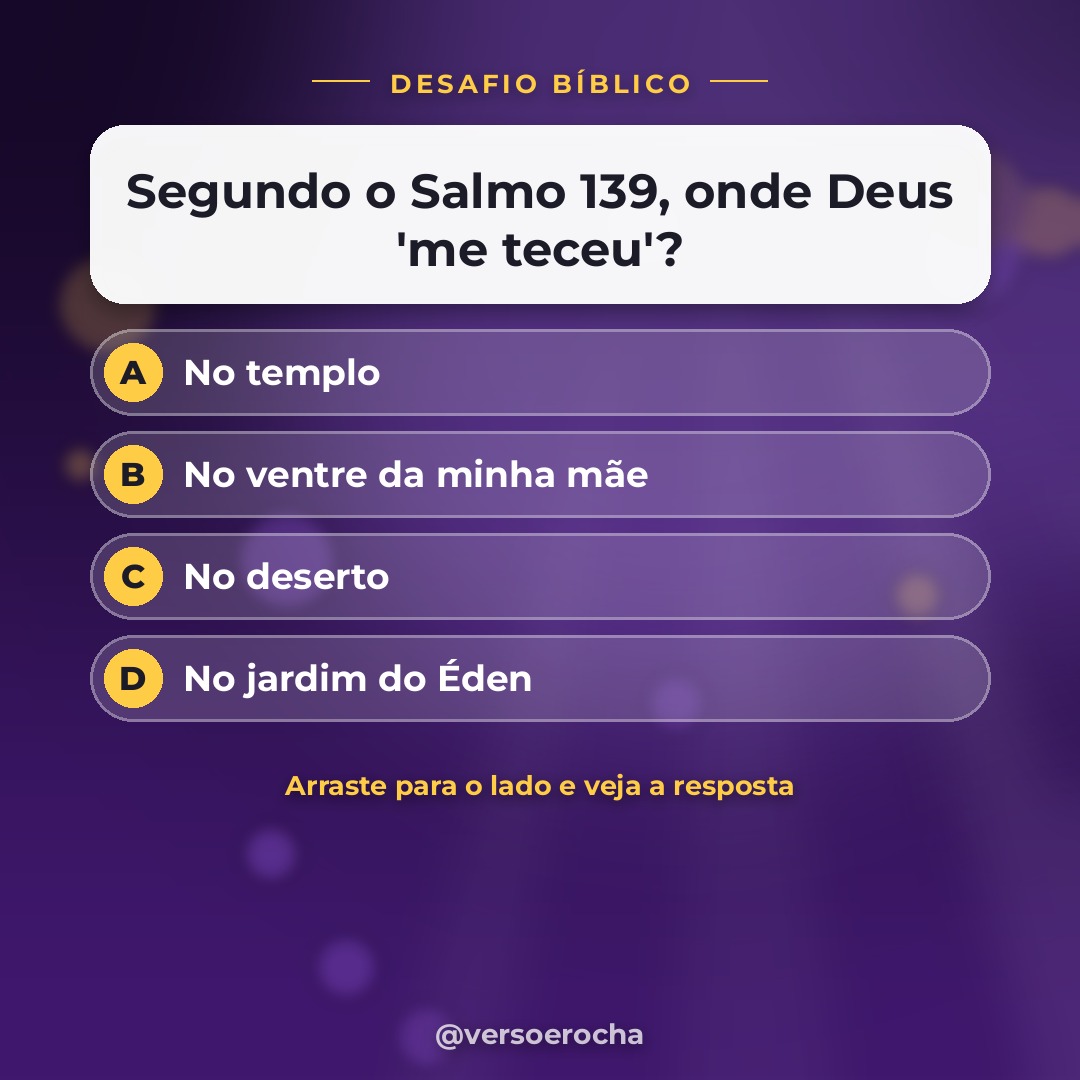 DESAFIO BÍBLICO
Segundo o Salmo 139, onde Deus
'me teceu'?
A No templo
B No ventre da minha mãe
C No deserto
D No jardim do Éden
Arraste para o lado e veja a resposta
@versoerocha